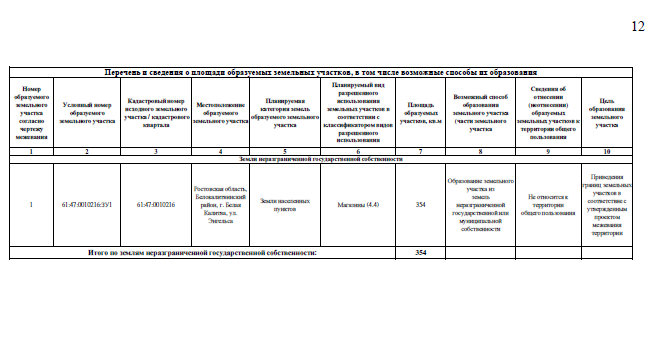 12
Перечень и сведения о площади образуемых земельных участков, в том числе возможные способы их образования
Номер
образуемого
земельного
участка
согласно
чертежу
межевания
Условный номер
образуемого
земельного участка
Кадастровый номер
исходного земельного
участка / кадастрового
квартала
Местоположение
образуемого
земельного участка
Планируемая
категория земль
образуемого земельного
участка
Планируемый вид
разрешенного
использования
земельных участков в
соответствии с
классификатором видов
разрешенного
использования
Площадь
образуемых
участков, кв.м
Возможный способ
образования
земельного участка
(части земельного
участка
Сведения об
отнесении
(неотнесении)
образуемых
земельных участков к
территории общего
пользования
Цель
образования
земельного
участка
1 2 3 4 5 6 7 8 9 10
Земли неразграниченной государственной собственности
1
61:47:0010216:ЗУ1
61:47:0010216
Ростовская область,
Белокалитвинский
район, г. Белая
Калитва, ул.
Энгельса
Земли населенных
пунктов
Магазины (4.4)
354
Образование земельного
участка из
земель
неразграниченной
государственной или
муниципальной
собственности
Не относится к
территории
общего пользования
Приведения
границ земельных
участков в
соответствие с
утвержденным
проектом
межевания
территории
Итого по землям неразграниченной государственной собственности: 354